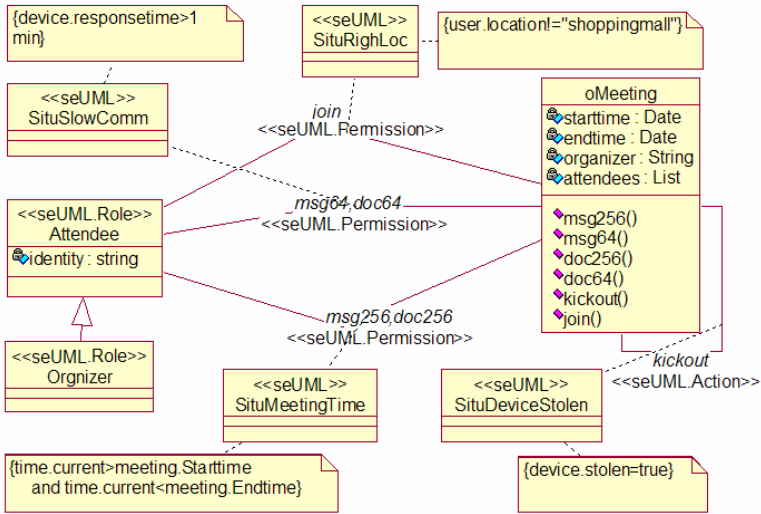 {device.responsetime>1
min}
<<seUML>>
SituRighLoc
{user.location!="shoppingmall"}
<<seUML>>
SituSlowComm
join
<<seUML.Permission>>
oMeeting
starttime : Date
endtime : Date
organizer : String
attendees : List
msg256()
msg64()
doc256()
doc64()
kickout()
join()
<<seUML.Role>>
Attendee
identity : string
msg64,doc64
<<seUML.Permission>>
msg256,doc256
<<seUML.Permission>>
<<seUML.Role>>
Orgnizer
kickout
<<seUML.Action>>
<<seUML>>
SituMeetingTime
<<seUML>>
SituDeviceStolen
{time.current>meeting.Starttime
and time.current<meeting.Endtime}
{device.stolen=true}